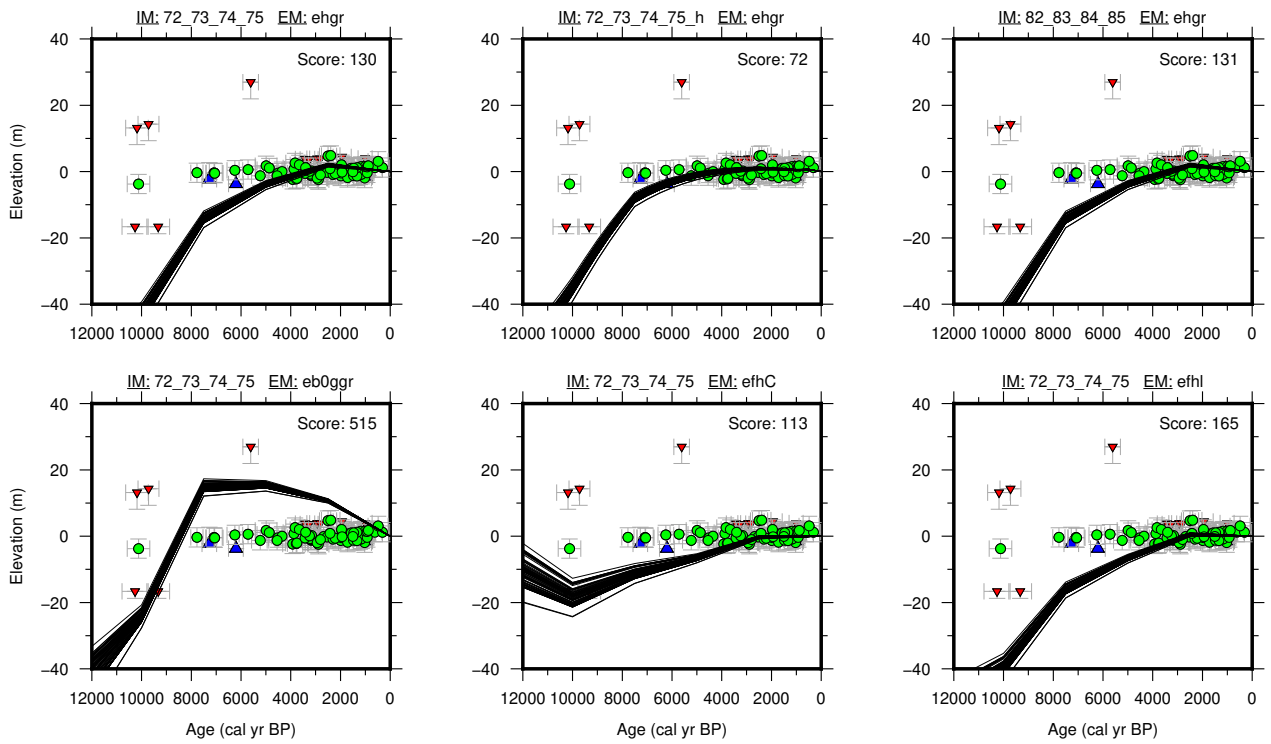 IM: 72_73_74_75 EM: ehgr
IM: 72_73_74_75_h EM: ehgr
IM: 82_83_84_85 EM: ehgr
40
20
0
−20
−40
Elevation (m)
Score: 130
12000 10000 8000 6000 4000 2000 0
40
20
0
−20
−40
Score: 72
12000 10000 8000 6000 4000 2000 0
40
20
0
−20
−40
Score: 131
12000 10000 8000 6000 4000 2000 0
IM: 72_73_74_75 EM: eb0ggr
IM: 72_73_74_75 EM: efhC
IM: 72_73_74_75 EM: efhl
40
20
0
−20
−40
Elevation (m)
Score: 515
12000 10000 8000 6000 4000 2000 0
Age (cal yr BP)
40
20
0
−20
−40
Score: 113
12000 10000 8000 6000 4000 2000 0
Age (cal yr BP)
40
20
0
−20
−40
Score: 165
12000 10000 8000 6000 4000 2000 0
Age (cal yr BP)